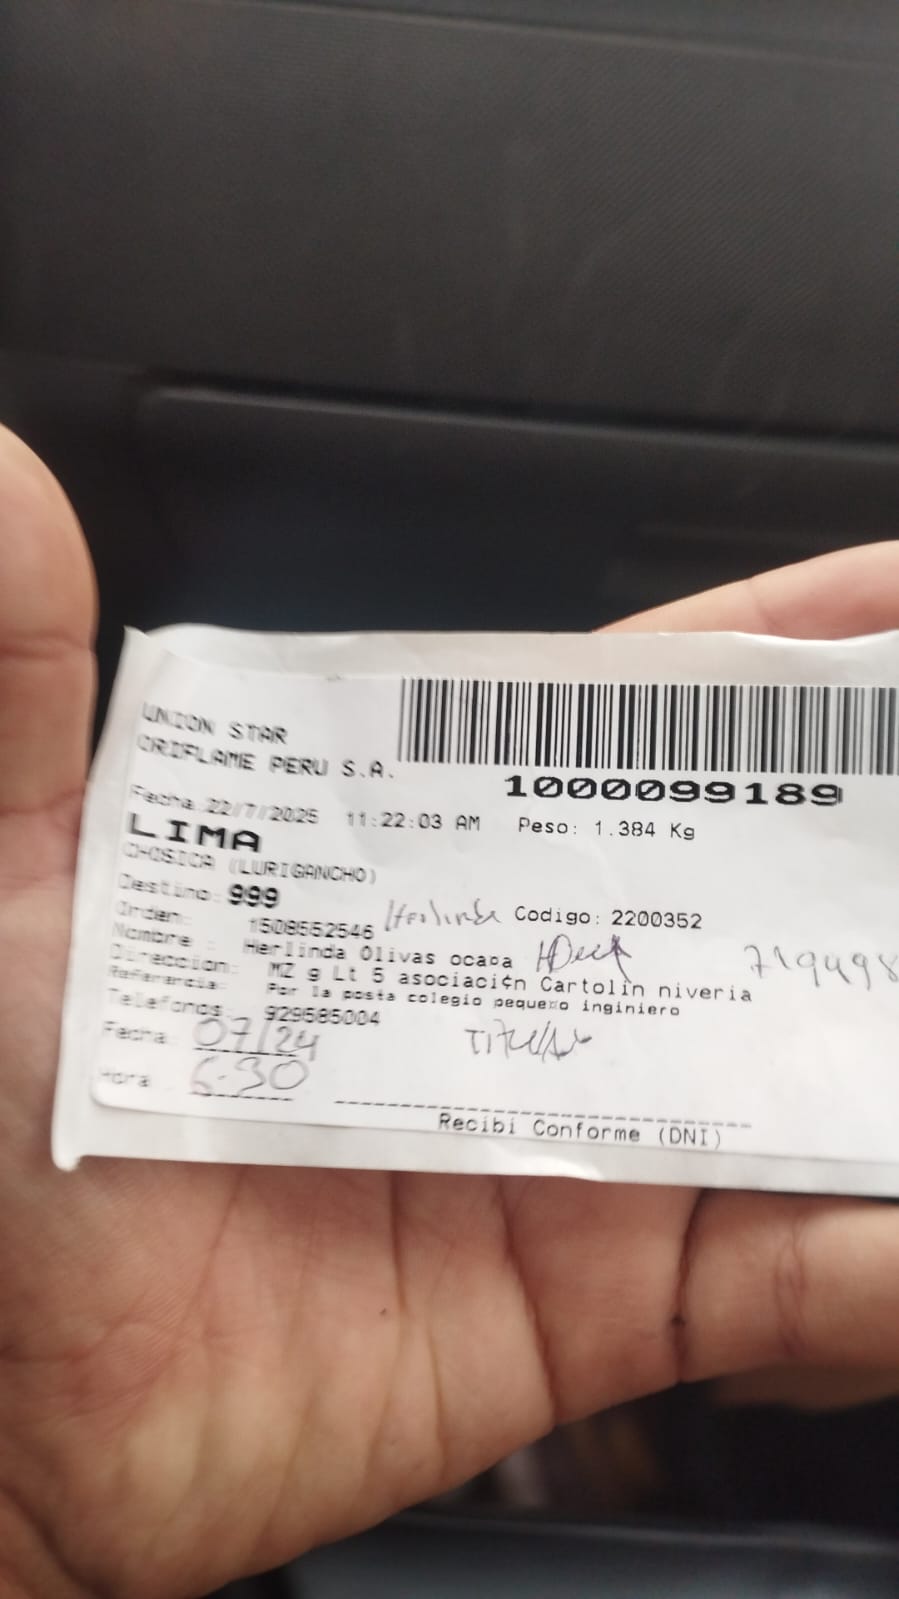 UNION STAR
ORIFLAME PERU S.A.
1000099189
Fecha:22/7/2025 11:22:03 AM Peso: 1.384 Kg
LIMA
CHOSICA (LURIGANCHO)
Destino: 999
Orden: 1508552546 Herlinda Codigo: 2200352
Nombre : Herlinda Olivas ocaña
Direccion: MZ g Lt 5 asociaci¢n Cartolin niveria
Referencia: Por la posta colegio peque¤o inginiero
Telefonos: 929585004
Fecha: 07/24 Titular
Hora 6:30
Recibi Conforme (DNI)